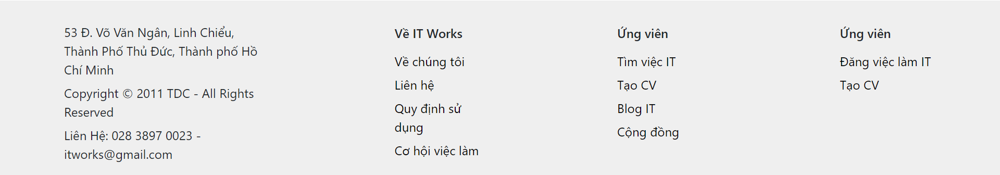 53 Đ. Võ Văn Ngân, Linh Chiểu,
Thành Phố Thủ Đức, Thành phố Hồ
Chí Minh
Copyright © 2011 TDC - All Rights
Reserved
Liên Hệ: 028 3897 0023 -
itworks@gmail.com
Về IT Works
Về chúng tôi
Liên hệ
Quy định sử
dụng
Cơ hội việc làm
Ứng viên
Tìm việc IT
Tạo CV
Blog IT
Cộng đồng
Ứng viên
Đăng việc làm IT
Tạo CV